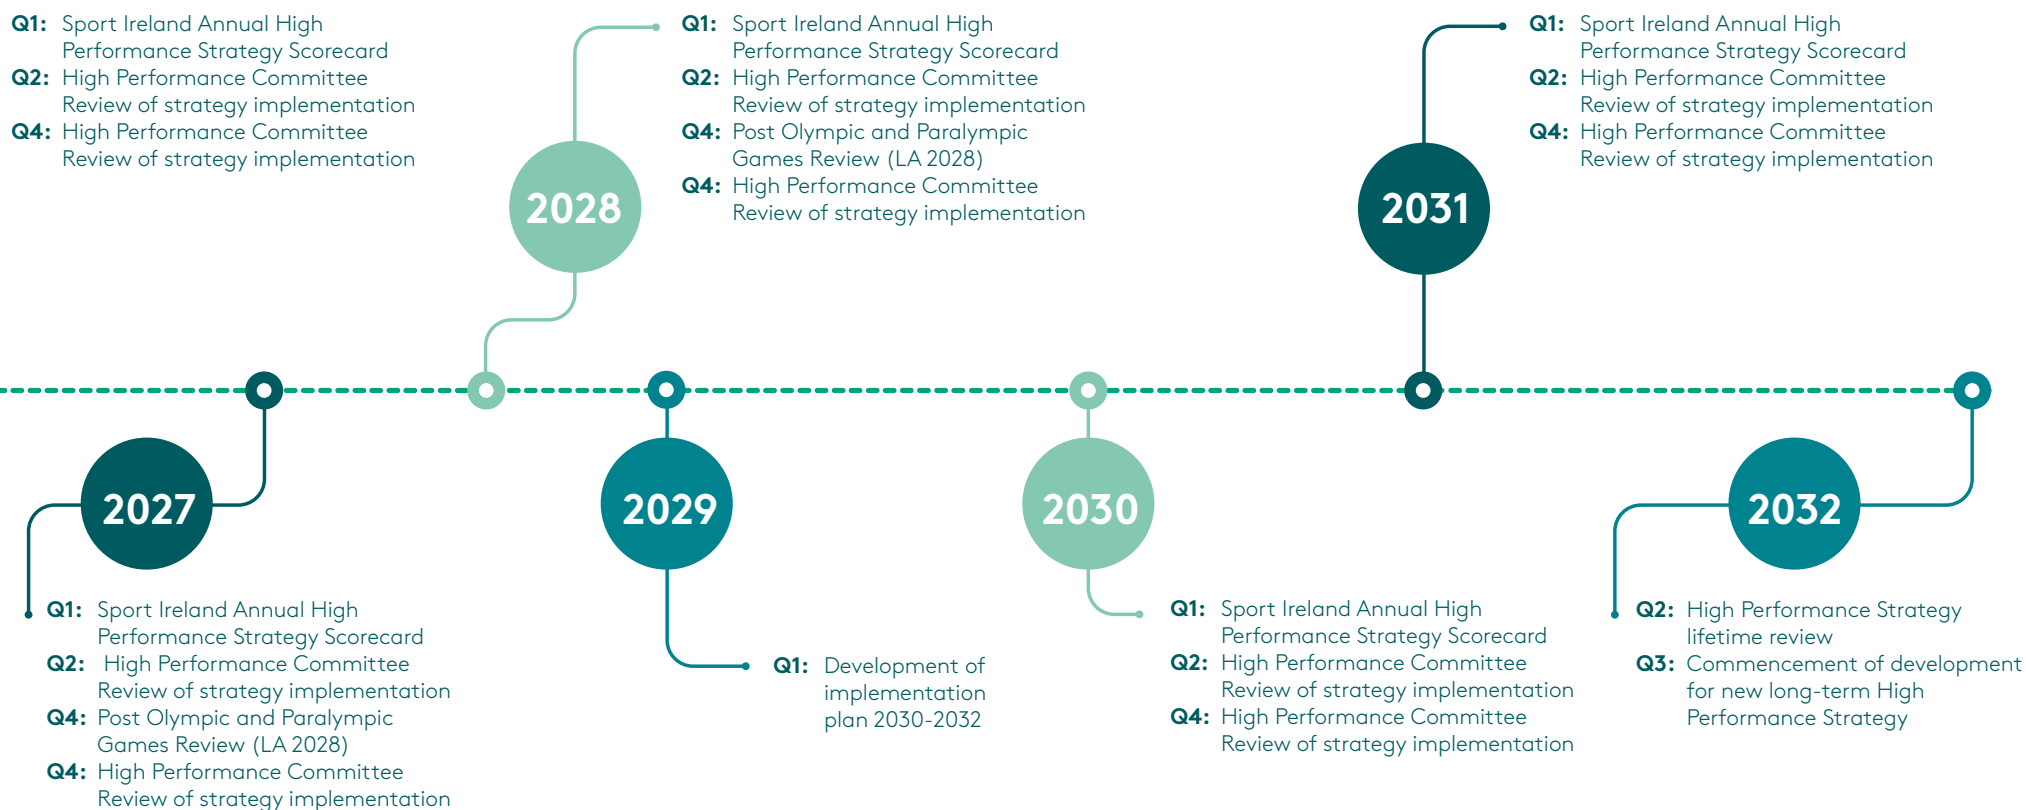 Q1: Sport Ireland Annual High
Performance Strategy Scorecard
Q2: High Performance Committee
Review of strategy implementation
Q4: High Performance Committee
Review of strategy implementation
2027
Q1: Sport Ireland Annual High
Performance Strategy Scorecard
Q2: High Performance Committee
Review of strategy implementation
Q4: Post Olympic and Paralympic
Games Review (LA 2028)
Q4: High Performance Committee
Review of strategy implementation
2028
Q1: Sport Ireland Annual High
Performance Strategy Scorecard
Q2: High Performance Committee
Review of strategy implementation
Q4: Post Olympic and Paralympic
Games Review (LA 2028)
Q4: High Performance Committee
Review of strategy implementation
2029
Q1: Development of
implementation
plan 2030-2032
2030
Q1: Sport Ireland Annual High
Performance Strategy Scorecard
Q2: High Performance Committee
Review of strategy implementation
Q4: High Performance Committee
Review of strategy implementation
2031
Q1: Sport Ireland Annual High
Performance Strategy Scorecard
Q2: High Performance Committee
Review of strategy implementation
Q4: High Performance Committee
Review of strategy implementation
2032
Q2: High Performance Strategy
lifetime review
Q3: Commencement of development
for new long-term High
Performance Strategy